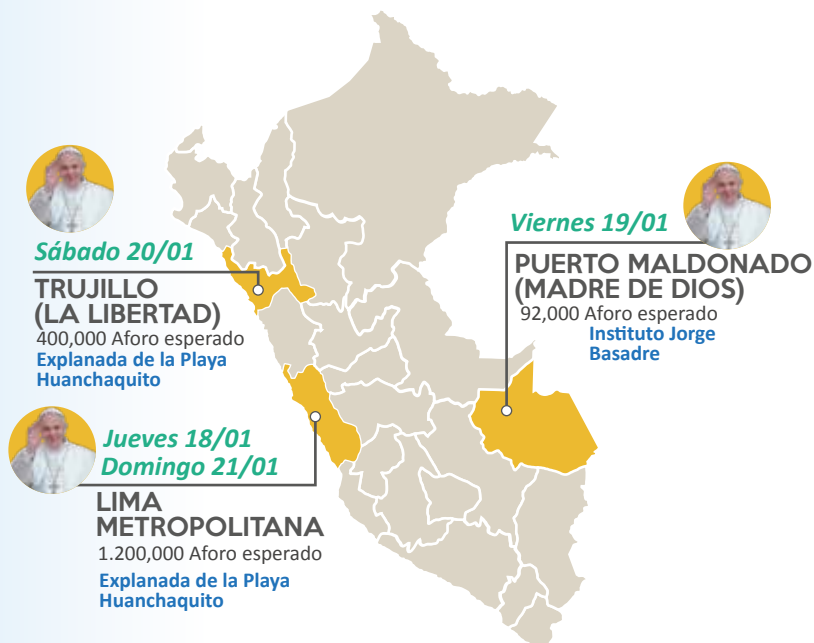 Sábado 20/01
TRUJILLO
(LA LIBERTAD)
400,000 Aforo esperado
Explanada de la Playa
Huanchaquito
Viernes 19/01
PUERTO MALDONADO
(MADRE DE DIOS)
92,000 Aforo esperado
Instituto Jorge
Basadre
Jueves 18/01
Domingo 21/01
LIMA
METROPOLITANA
1.200,000 Aforo esperado
Explanada de la Playa
Huanchaquito